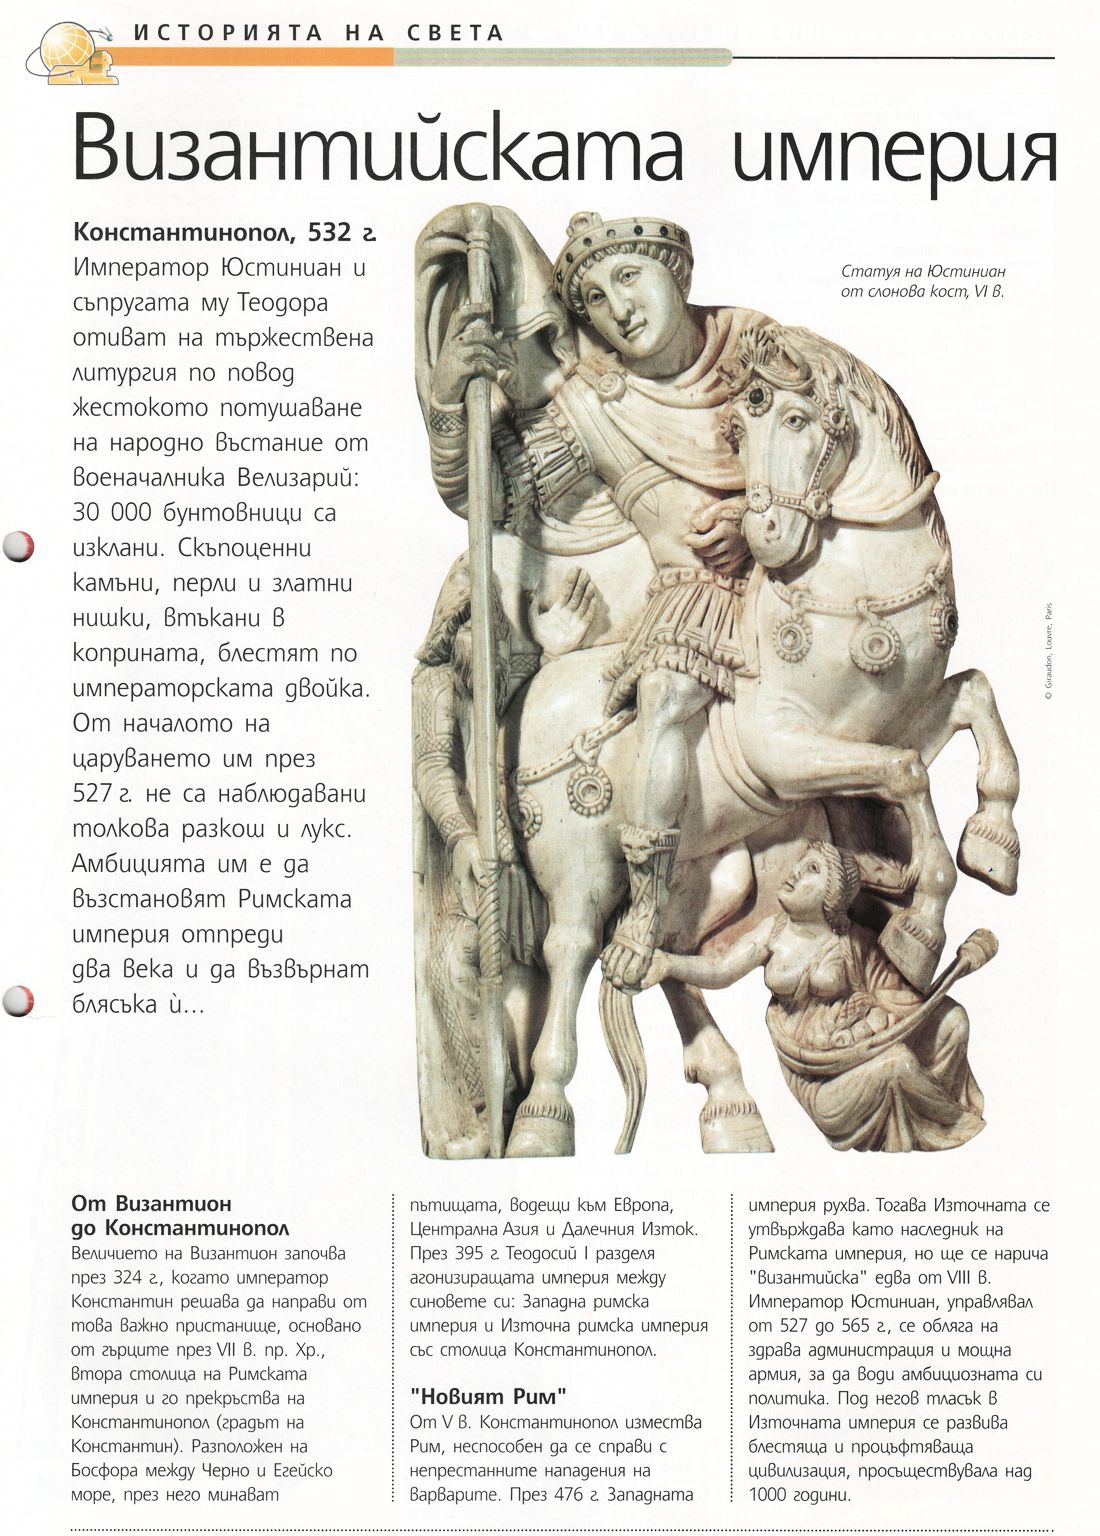 ИСТОРИЯТА НА СВЕТА
Византийската империя
Константинопол, 532 г.
Император Юстиниан и
съпругата му Теодора
отиват на тържествена
литургия по повод
жестокото потушаване
на народно въстание от
военачалника Велизарий:
30 000 бунтовници са
изклани. Скъпоценни
камъни, перли и златни
нишки, втъкани в
коприната, блестят по
императорската двойка.
От началото на
царуването им през
527 г. не са наблюдавани
толкова разкош и лукс.
Амбицията им е да
възстановят Римската
империя отпреди
два века и да възвърнат
блясъка ѝ...
Статуя на Юстиниан
от слонова кост, VI в.
© Giraudon, Louvre, Paris
От Византион
до Константинопол
Величието на Византион започва
през 324 г., когато император
Константин решава да направи от
това важно пристанище, основано
от гърците през VII в. пр. Хр.,
втора столица на Римската
империя и го прекръства на
Константинопол (градът на
Константин). Разположен на
Босфора между Черно и Егейско
море, през него минават
пътищата, водещи към Европа,
Централна Азия и Далечния Изток.
През 395 г. Теодосий I разделя
агонизиращата империя между
синовете си: Западна римска
империя и Източна римска империя
със столица Константинопол.
"Новият Рим"
От V в. Константинопол измества
Рим, неспособен да се справи с
непрестанните нападения на
варварите. През 476 г. Западната
империя рухва. Тогава Източната се
утвърждава като наследник на
Римската империя, но ще се нарича
"византийска" едва от VIII в.
Император Юстиниан, управлявал
от 527 до 565 г., се обляга на
здрава администрация и мощна
армия, за да води амбициозната си
политика. Под негов тласък в
Източната империя се развива
блестяща и процъфтяваща
цивилизация, просъществувала над
1000 години.